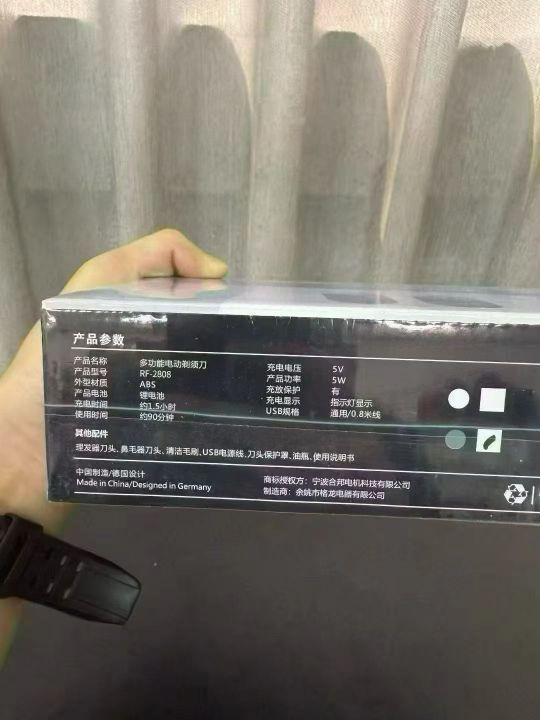 产品参数
产品名称 多功能电动剃须刀
产品型号 RF-2808
外型材质 ABS
产品电池 锂电池
充电时间 约1.5小时
使用时间 约90分钟
充电电压 5V
产品功率 5W
充放保护 有
充电显示 指示灯显示
USB规格 通用/0.8米线
其他配件
理发器刀头、鼻毛器刀头、清洁毛刷、USB电源线、刀头保护罩、油瓶、使用说明书
中国制造/德国设计
Made in China/Designed in Germany
商标授权方：宁波合邦电机科技有限公司
制造商：余姚市格龙电器有限公司